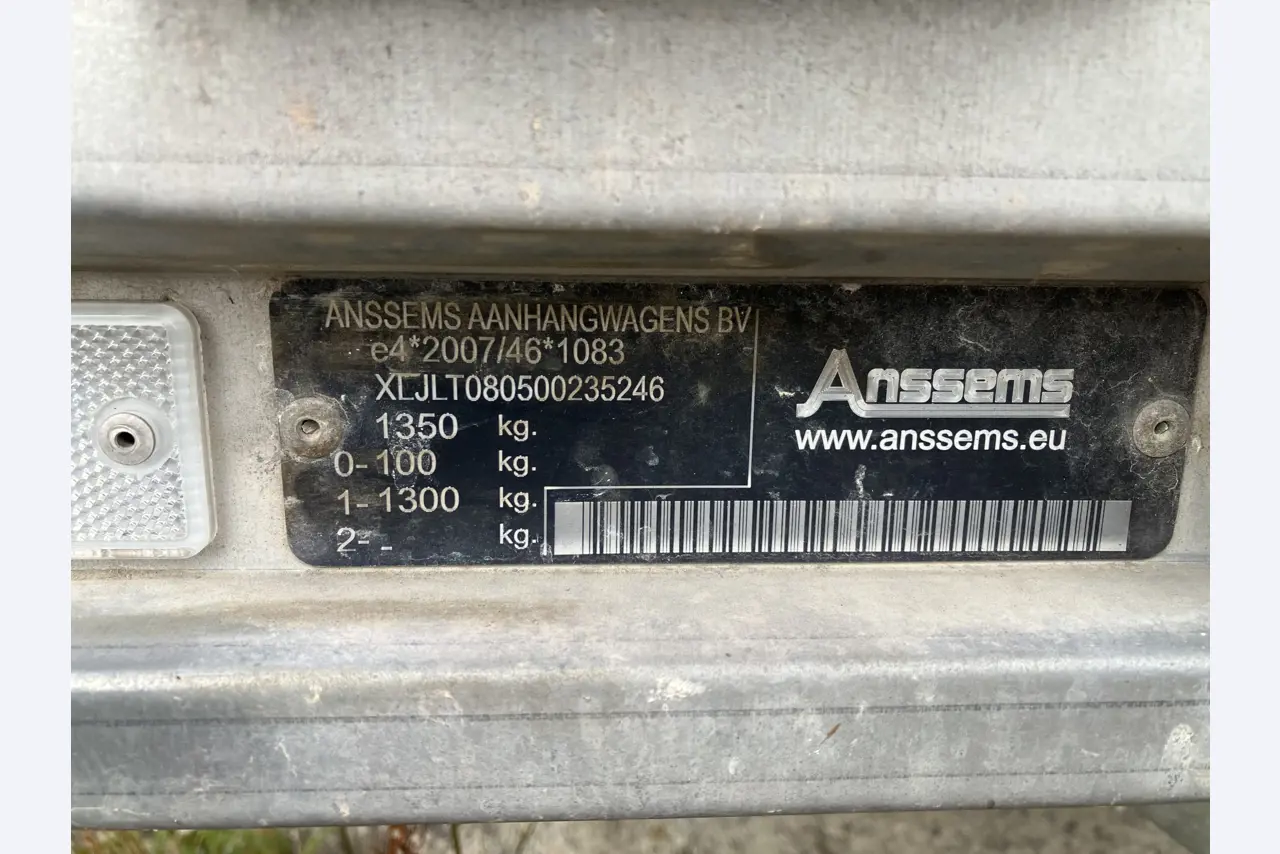 ANSSEMS AANHANGWAGENS BV
e4*2007/46*1083
XLJLT080500235246
1350 kg.
0-100 kg.
1-1300 kg.
2-- kg.
Anssems
www.anssems.eu